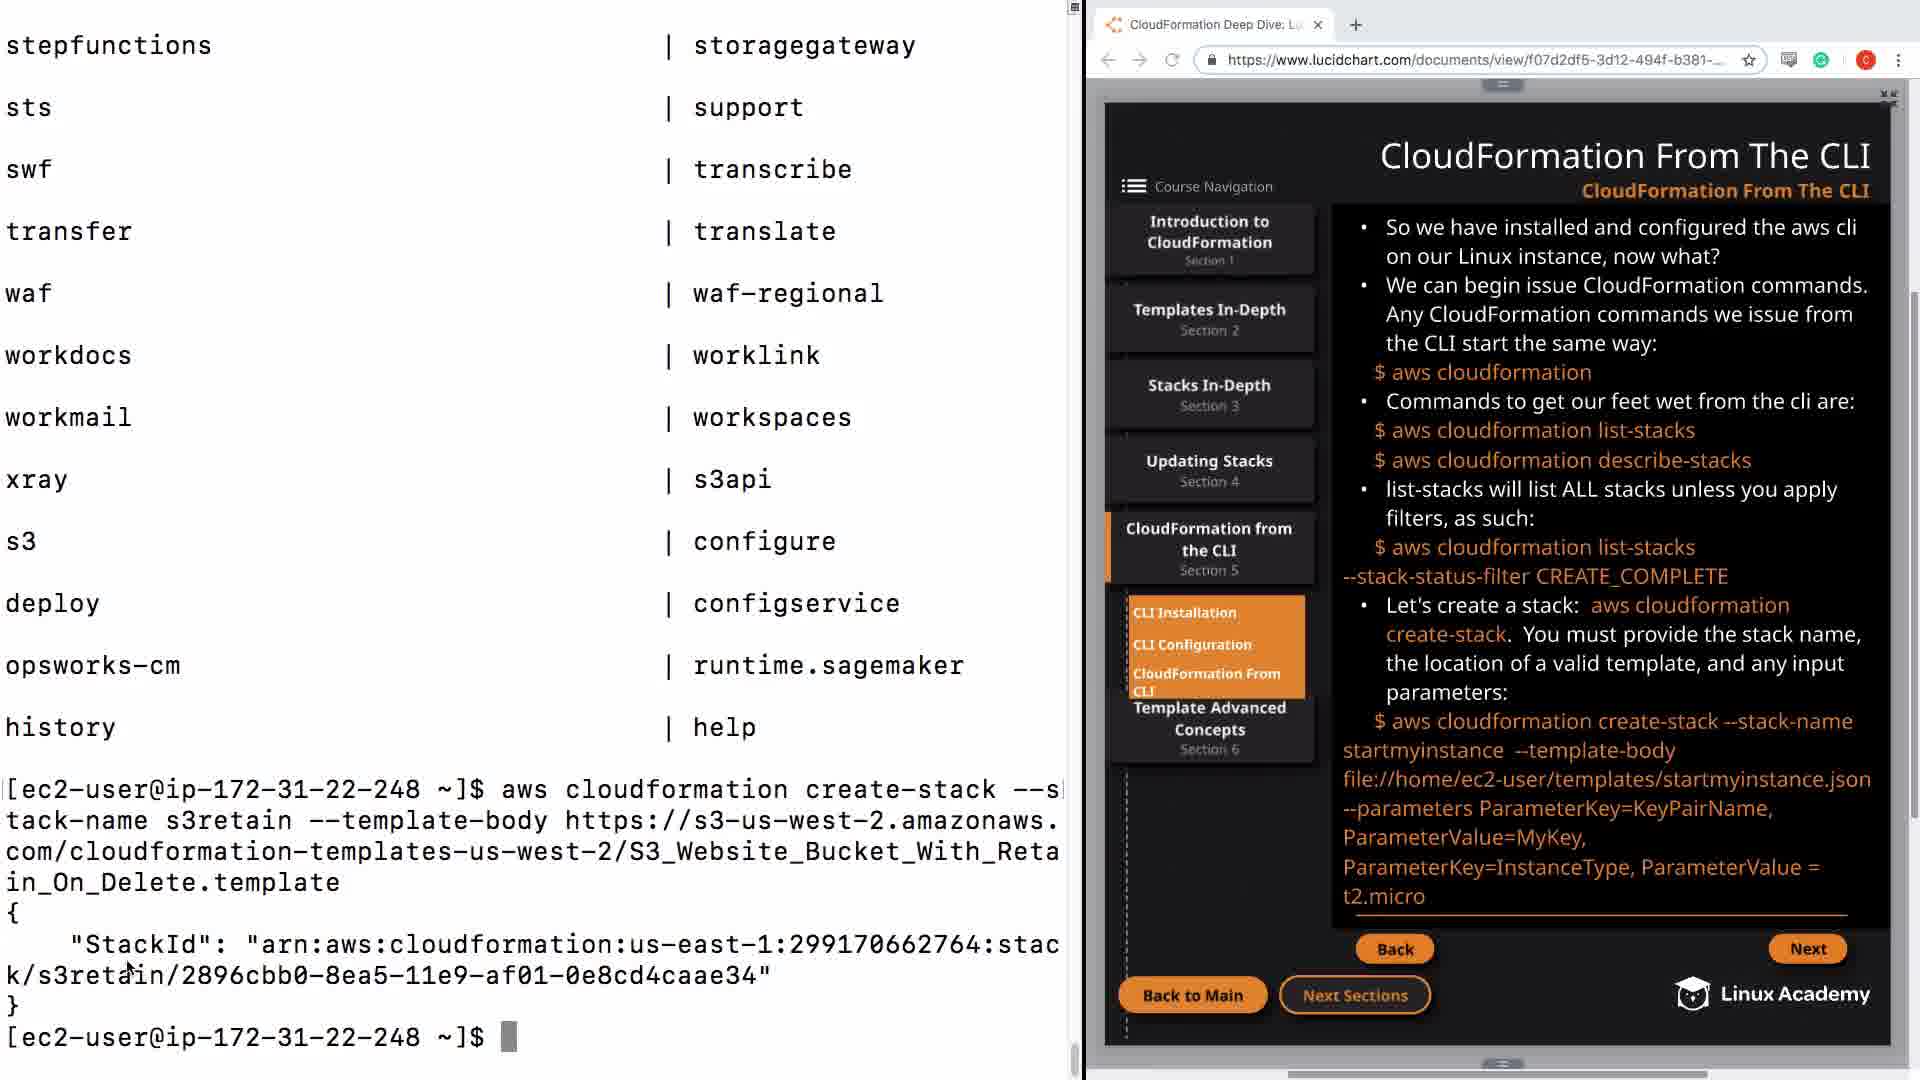 stepfunctions | storagegateway
sts | support
swf | transcribe
transfer | translate
waf | waf-regional
workdocs | worklink
workmail | workspaces
xray | s3api
s3 | configure
deploy | configservice
opsworks-cm | runtime.sagemaker
history | help
[ec2-user@ip-172-31-22-248 ~]$ aws cloudformation create-stack --s
tack-name s3retain --template-body https://s3-us-west-2.amazonaws.
com/cloudformation-templates-us-west-2/S3_Website_Bucket_With_Reta
in_On_Delete.template
{
"StackId": "arn:aws:cloudformation:us-east-1:299170662764:stac
k/s3retain/2896cbb0-8ea5-11e9-af01-0e8cd4caae34"
}
[ec2-user@ip-172-31-22-248 ~]$
CloudFormation Deep Dive: Lu
https://www.lucidchart.com/documents/view/f07d2df5-3d12-494f-b381-...
C
CloudFormation From The CLI
CloudFormation From The CLI
Course Navigation
Introduction to
CloudFormation
Section 1
Templates In-Depth
Section 2
Stacks In-Depth
Section 3
Updating Stacks
Section 4
CloudFormation from
the CLI
Section 5
CLI Installation
CLI Configuration
CloudFormation From
CLI
Template Advanced
Concepts
Section 6
• So we have installed and configured the aws cli
on our Linux instance, now what?
• We can begin issue CloudFormation commands.
Any CloudFormation commands we issue from
the CLI start the same way:
$ aws cloudformation
• Commands to get our feet wet from the cli are:
$ aws cloudformation list-stacks
$ aws cloudformation describe-stacks
• list-stacks will list ALL stacks unless you apply
filters, as such:
$ aws cloudformation list-stacks
--stack-status-filter CREATE_COMPLETE
• Let's create a stack: aws cloudformation
create-stack. You must provide the stack name,
the location of a valid template, and any input
parameters:
$ aws cloudformation create-stack --stack-name
startmyinstance --template-body
file://home/ec2-user/templates/startmyinstance.json
--parameters ParameterKey=KeyPairName,
ParameterValue=MyKey,
ParameterKey=InstanceType, ParameterValue =
t2.micro
Back
Next
Back to Main
Next Sections
Linux Academy